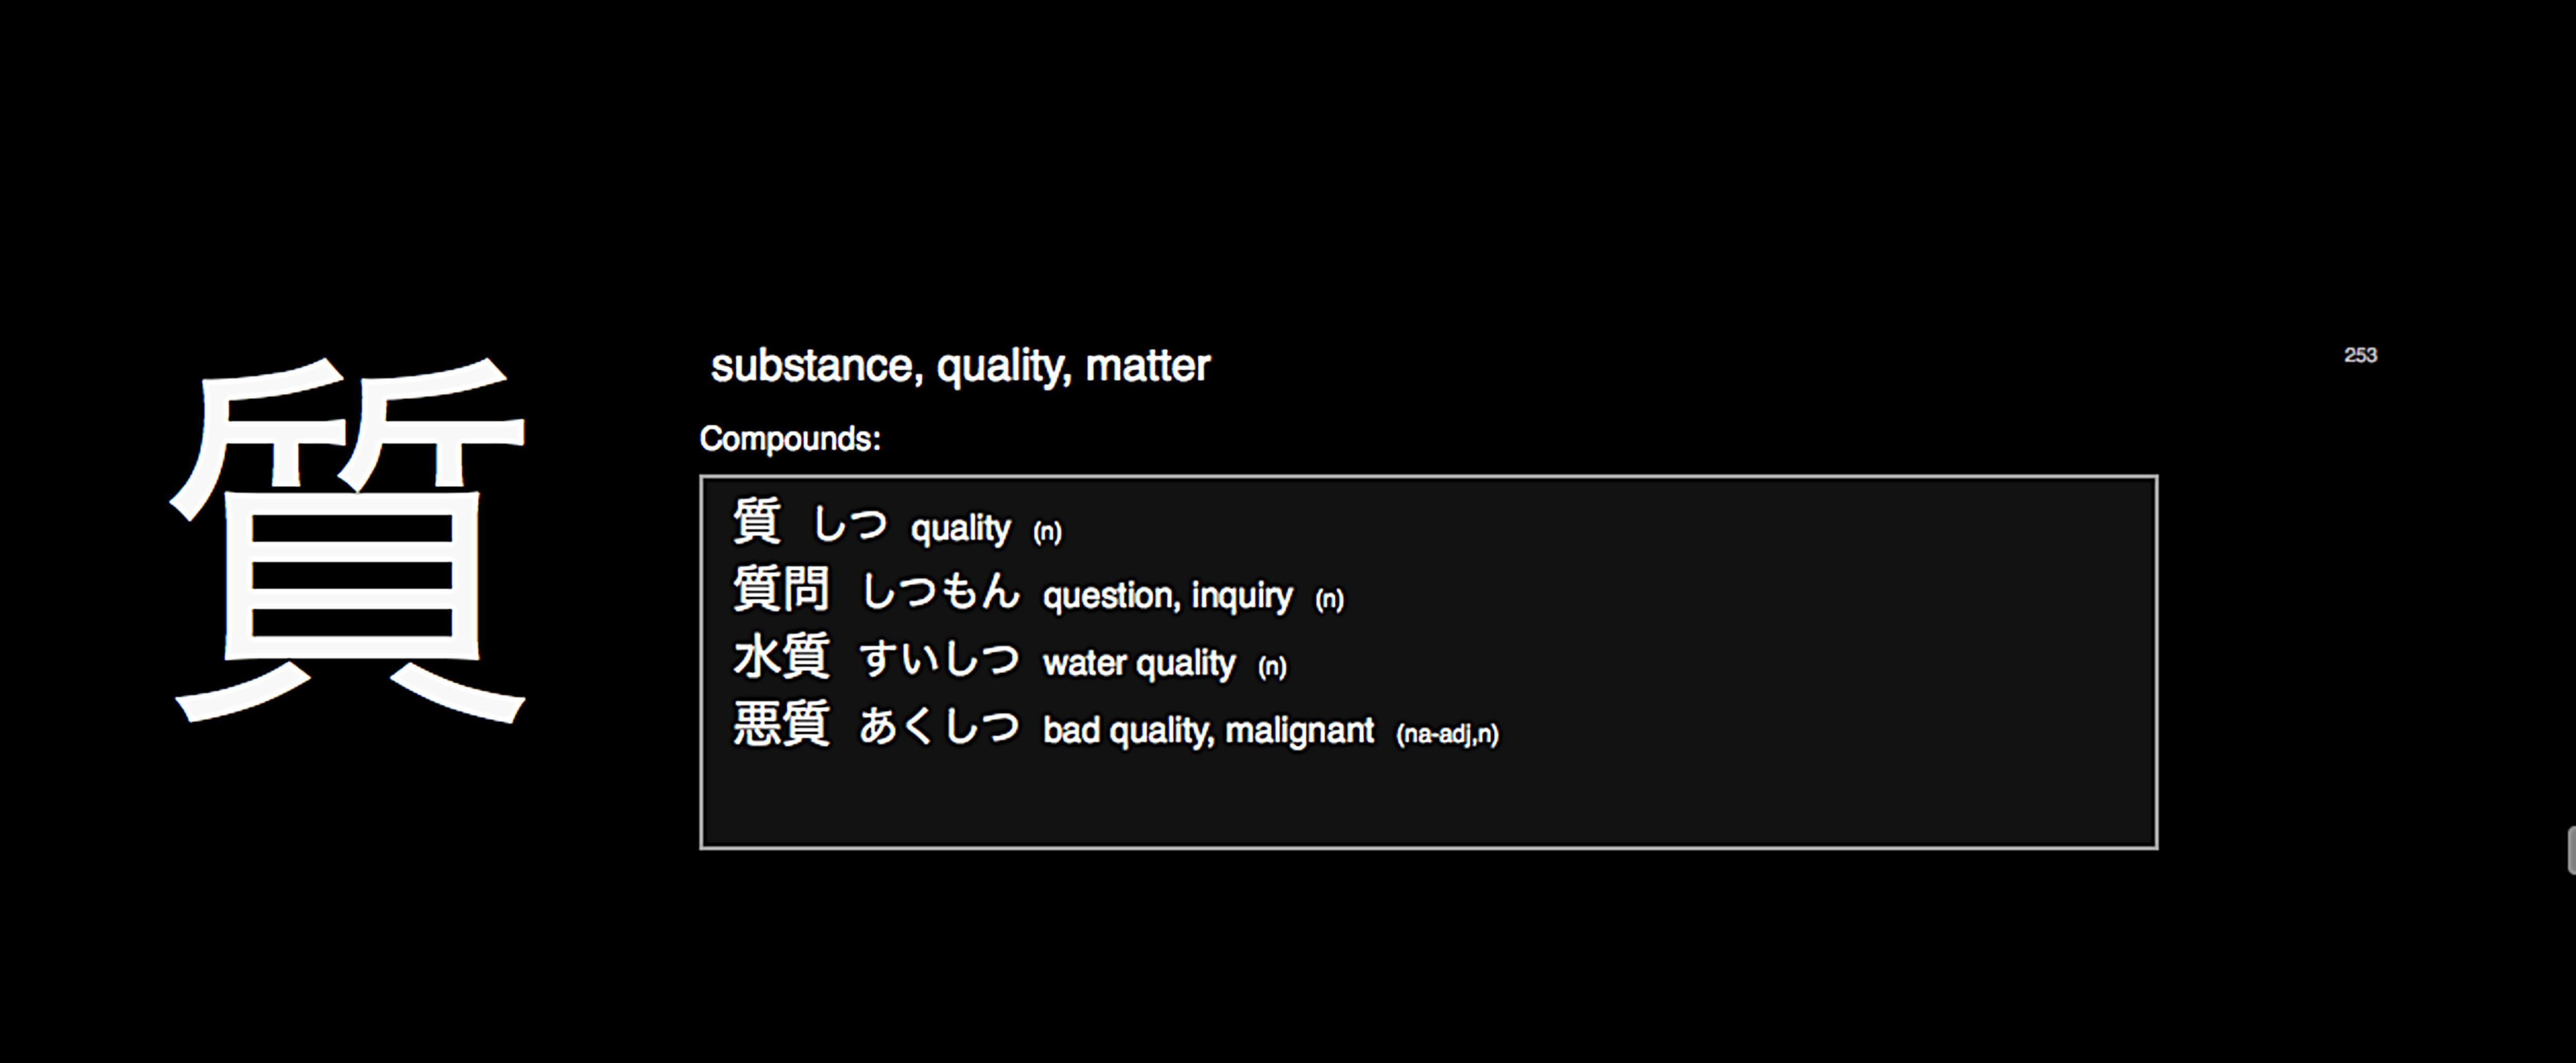 質
substance, quality, matter
253
Compounds:
質 しつ quality (n)
質問 しつもん question, inquiry (n)
水質 すいしつ water quality (n)
悪質 あくしつ bad quality, malignant (na-adj,n)